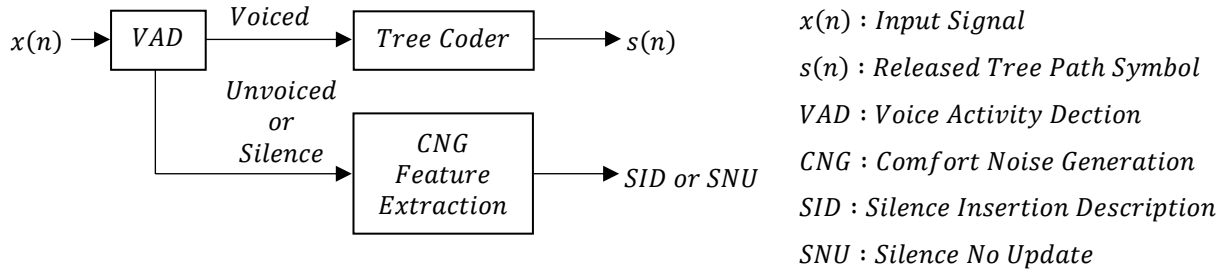 x(n)
VAD
Voiced
Tree Coder
s(n)
Unvoiced
or
Silence
CNG
Feature
Extraction
SID or SNU
x(n) : Input Signal
s(n) : Released Tree Path Symbol
VAD : Voice Activity Dection
CNG : Comfort Noise Generation
SID : Silence Insertion Description
SNU : Silence No Update